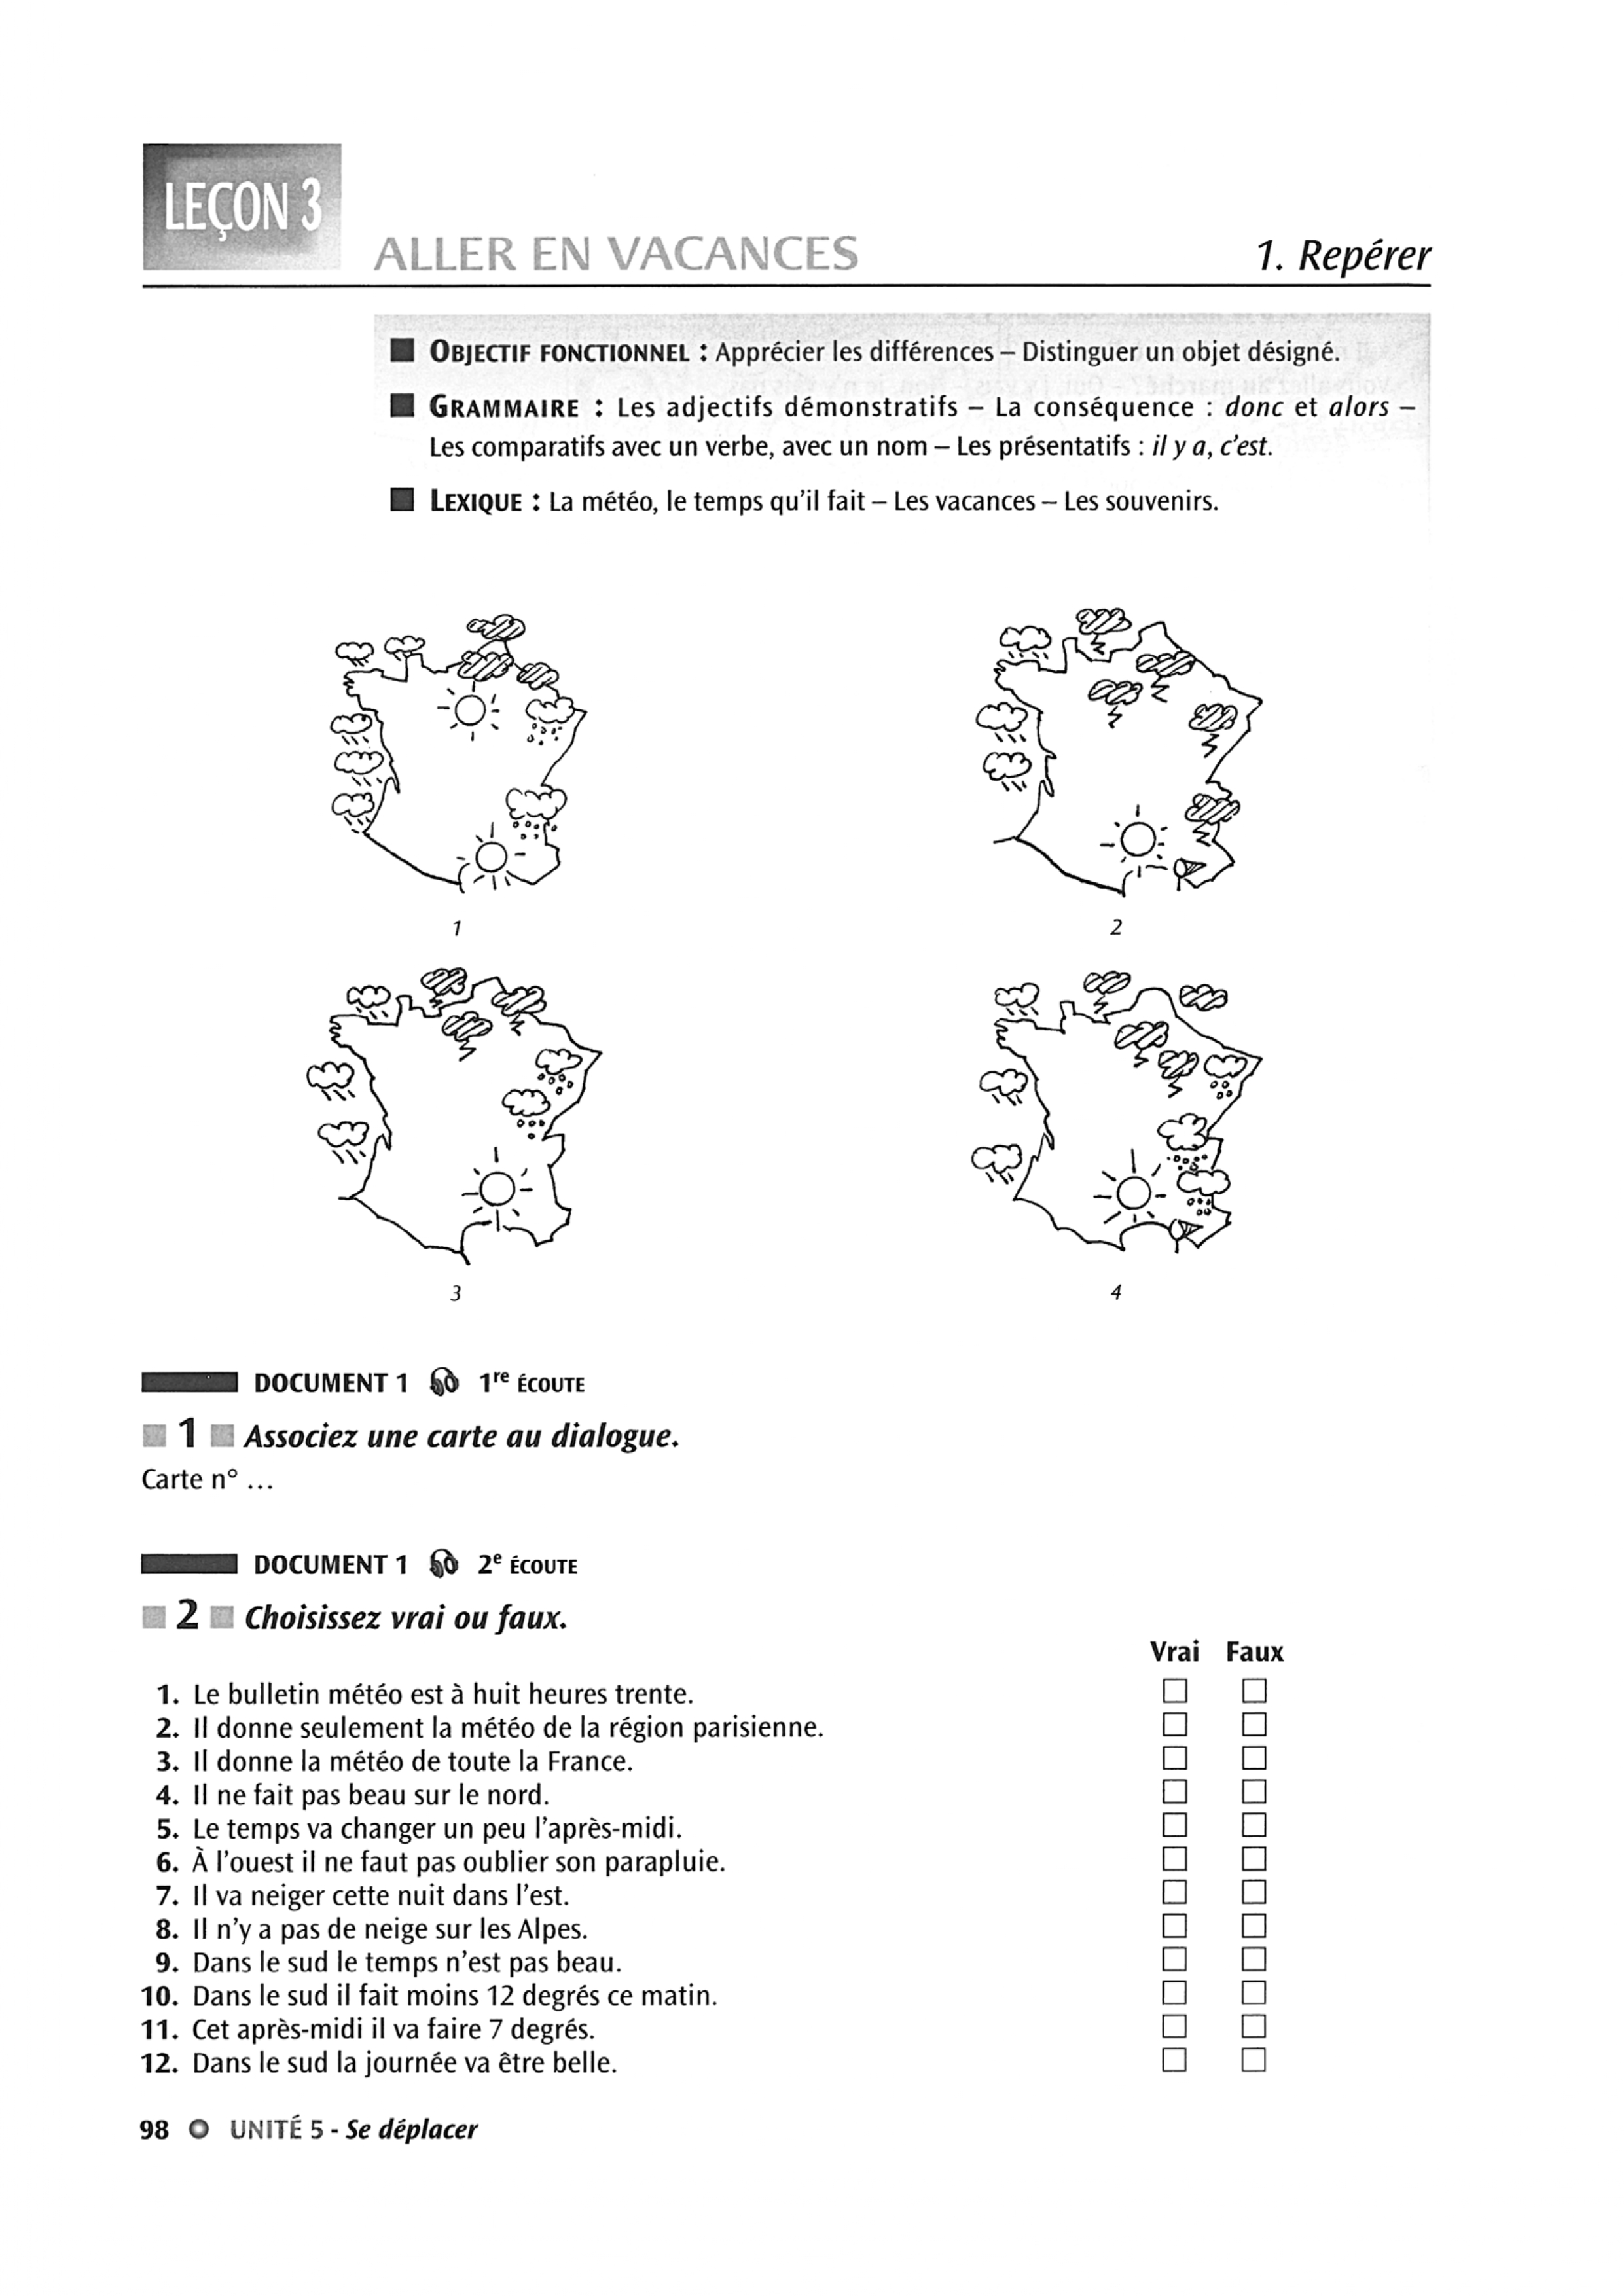 LEÇON 3
ALLER EN VACANCES 1. Repérer
■ OBJECTIF FONCTIONNEL : Apprécier les différences – Distinguer un objet désigné.
■ GRAMMAIRE : Les adjectifs démonstratifs – La conséquence : donc et alors –
Les comparatifs avec un verbe, avec un nom – Les présentatifs : il y a, c'est.
■ LEXIQUE : La météo, le temps qu'il fait – Les vacances – Les souvenirs.
1
2
3
4
DOCUMENT 1 1re ÉCOUTE
1 Associez une carte au dialogue.
Carte n° ...
DOCUMENT 1 2e ÉCOUTE
2 Choisissez vrai ou faux.
Vrai Faux
1. Le bulletin météo est à huit heures trente. □ □
2. Il donne seulement la météo de la région parisienne. □ □
3. Il donne la météo de toute la France. □ □
4. Il ne fait pas beau sur le nord. □ □
5. Le temps va changer un peu l'après-midi. □ □
6. À l'ouest il ne faut pas oublier son parapluie. □ □
7. Il va neiger cette nuit dans l'est. □ □
8. Il n'y a pas de neige sur les Alpes. □ □
9. Dans le sud le temps n'est pas beau. □ □
10. Dans le sud il fait moins 12 degrés ce matin. □ □
11. Cet après-midi il va faire 7 degrés. □ □
12. Dans le sud la journée va être belle. □ □
98 UNITÉ 5 - Se déplacer